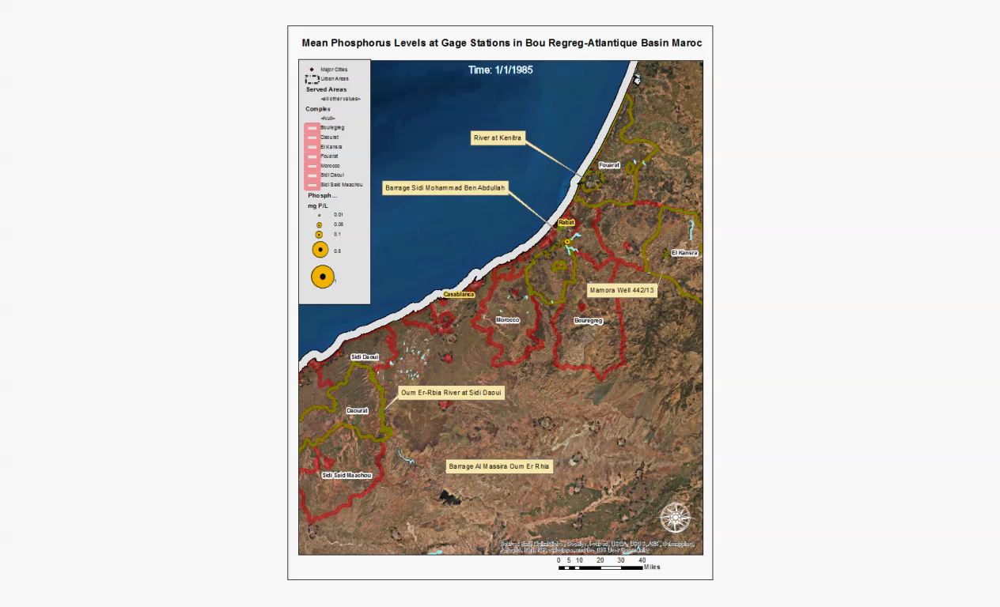 Mean Phosphorus Levels at Gage Stations in Bou Regreg-Atlantique Basin Maroc
Time: 1/1/1985
Major Cities
Urban Areas
Served Areas
<all other values>
Complex
<Null>
Bouregreg
Daourat
El Kansra
Fouarat
Morocco
Sidi Daoui
Sidi Said Maachou
Phosph...
mg P/L
0.01
0.05
0.1
0.5
1
River at Kenitra
Fouarat
Barrage Sidi Mohammad Ben Abdullah
Rabat
El Kansra
Mamora Well 442/13
Casablanca
Morocco
Bouregreg
Sidi Daoui
Oum Er-Rbia River at Sidi Daoui
Daourat
Barrage Al Massira Oum Er Rhia
Sidi Said Maachou
0 5 10 20 30 40
Miles